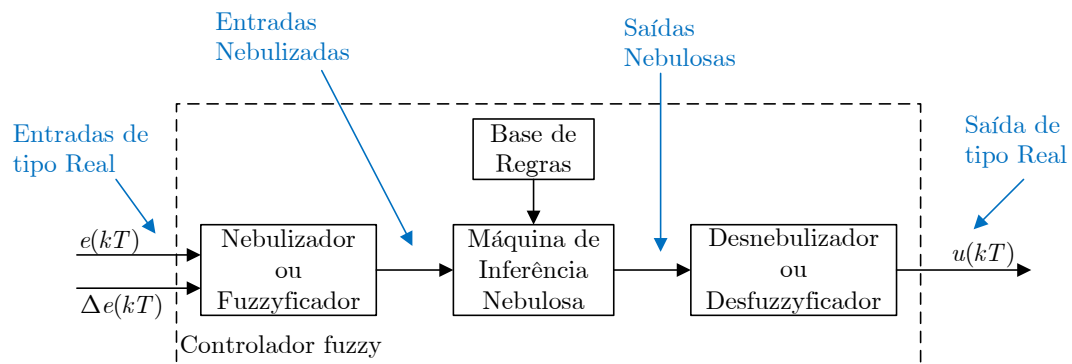 Entradas
Nebulizadas
Saídas
Nebulosas
Entradas de
tipo Real
Base de
Regras
Saída de
tipo Real
e(kT)
Δe(kT)
Nebulizador
ou
Fuzzyficador
Máquina de
Inferência
Nebulosa
Desnebulizador
ou
Desfuzzyficador
u(kT)
Controlador fuzzy